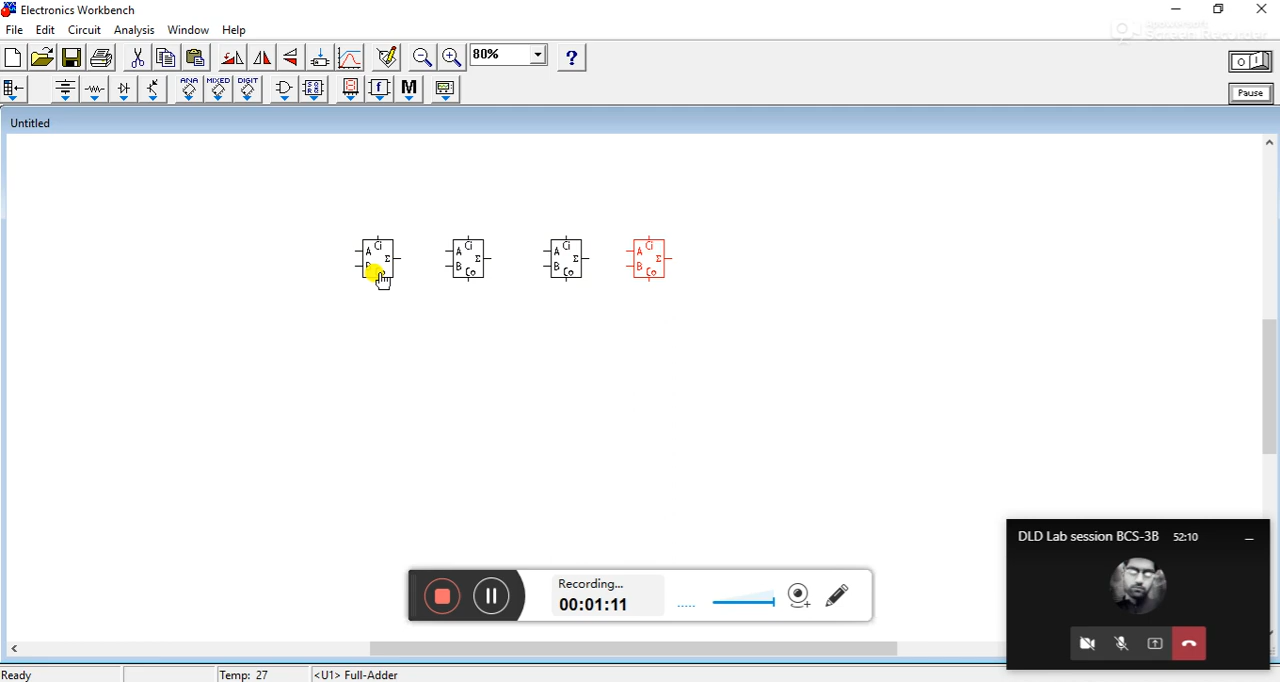 Electronics Workbench
File Edit Circuit Analysis Window Help
80% ?
ANA MIXED DIGIT M
Pause
Untitled
A Ci Σ B Co
A Ci Σ B Co
A Ci Σ B Co
A Ci Σ
DLD Lab session BCS-3B 52:10
Recording...
00:01:11
Ready Temp: 27 <U1> Full-Adder